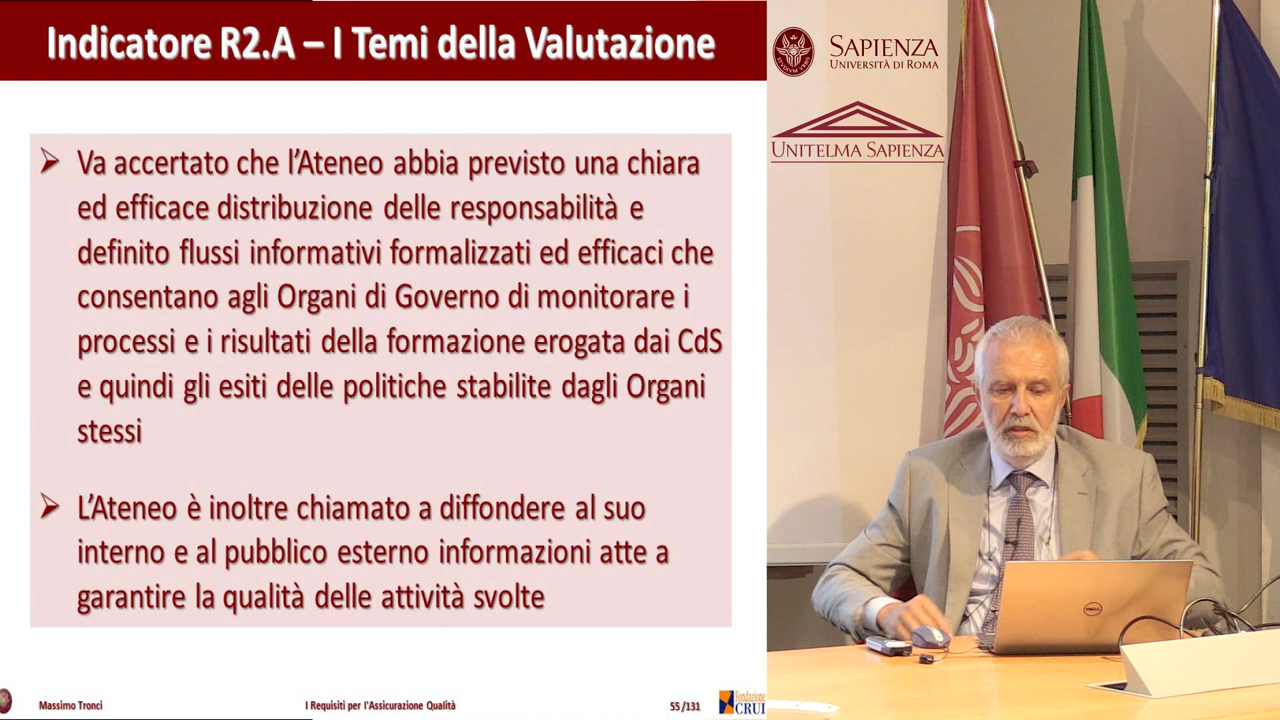 Indicatore R2.A – I Temi della Valutazione
Va accertato che l’Ateneo abbia previsto una chiara
ed efficace distribuzione delle responsabilità e
definito flussi informativi formalizzati ed efficaci che
consentano agli Organi di Governo di monitorare i
processi e i risultati della formazione erogata dai CdS
e quindi gli esiti delle politiche stabilite dagli Organi
stessi
L’Ateneo è inoltre chiamato a diffondere al suo
interno e al pubblico esterno informazioni atte a
garantire la qualità delle attività svolte
Massimo Tronci
I Requisiti per l'Assicurazione Qualità
55 /131
Fondazione
CRUI
SAPIENZA
UNIVERSITÀ DI ROMA
UNITELMA SAPIENZA
DELL